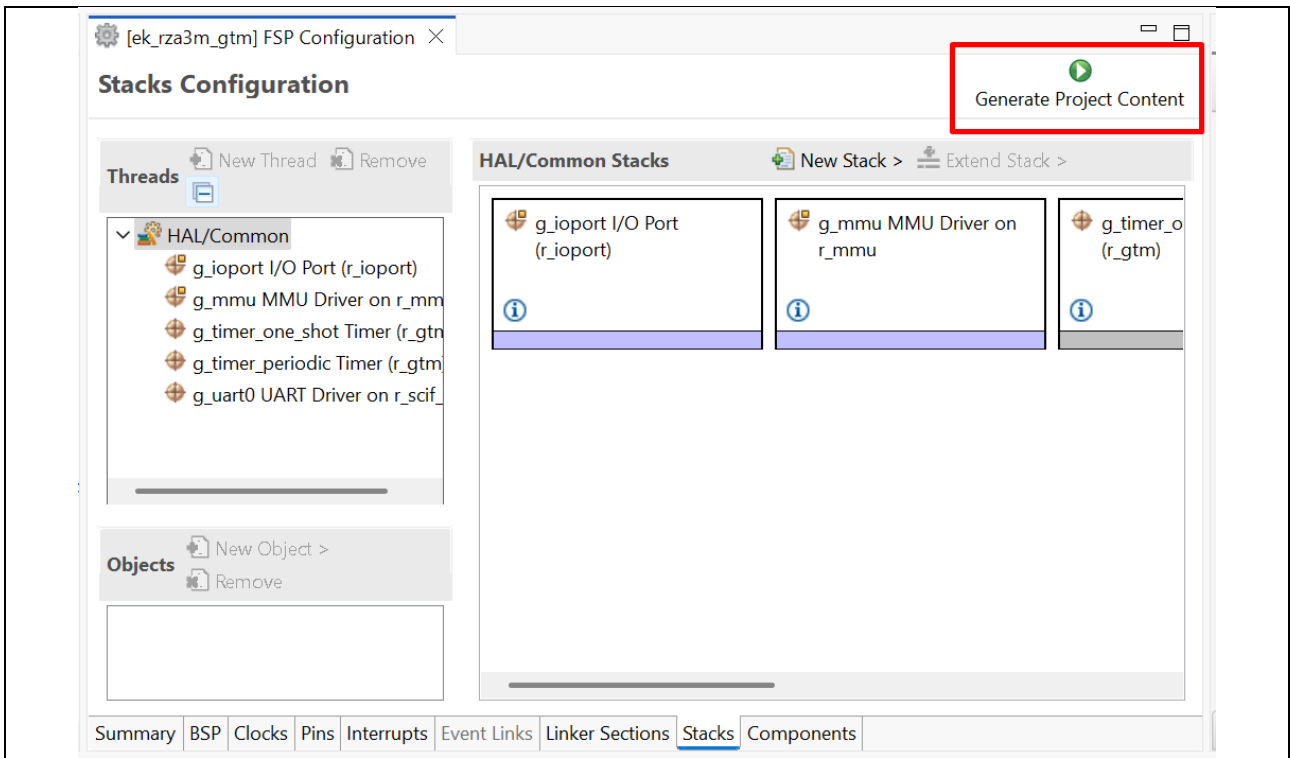 [ek_rza3m_gtm] FSP Configuration
Stacks Configuration
Generate Project Content
Threads
New Thread
Remove
HAL/Common
g_ioport I/O Port (r_ioport)
g_mmu MMU Driver on r_mm
g_timer_one_shot Timer (r_gtn
g_timer_periodic Timer (r_gtm
g_uart0 UART Driver on r_scif_
Objects
New Object >
Remove
HAL/Common Stacks
New Stack >
Extend Stack >
g_ioport I/O Port
(r_ioport)
g_mmu MMU Driver on
r_mmu
g_timer_o
(r_gtm)
Summary
BSP
Clocks
Pins
Interrupts
Event Links
Linker Sections
Stacks
Components